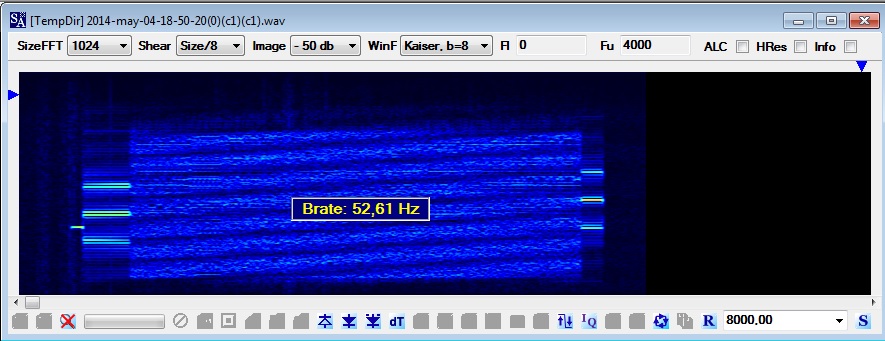 SA [TempDir] 2014-may-04-18-50-20(0)(c1)(c1).wav
SizeFFT 1024 Shear Size/8 Image - 50 db WinF Kaiser, b=8 Fl 0 Fu 4000 ALC HRes Info
Brate: 52,61 Hz
dT IQ R 8000,00 S